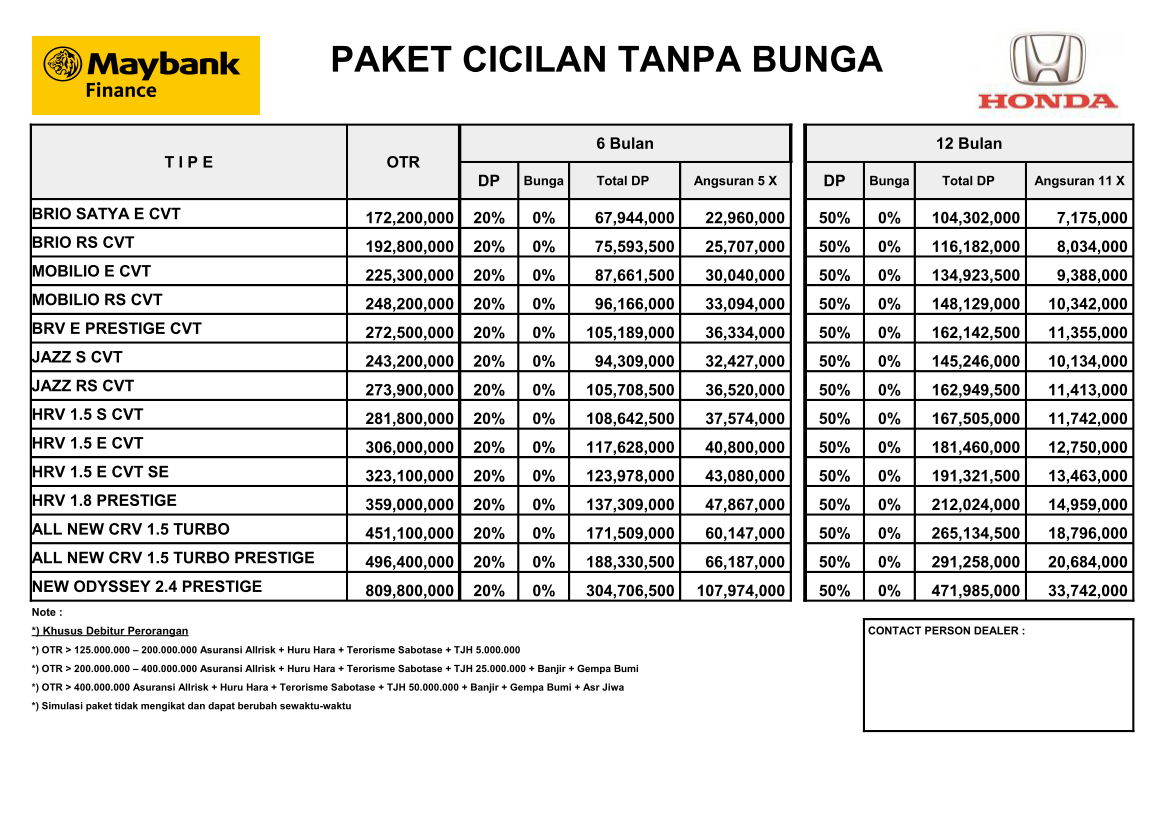 Maybank
Finance
PAKET CICILAN TANPA BUNGA
HONDA
T I P E OTR 6 Bulan 12 Bulan
DP Bunga Total DP Angsuran 5 X DP Bunga Total DP Angsuran 11 X
BRIO SATYA E CVT 172,200,000 20% 0% 67,944,000 22,960,000 50% 0% 104,302,000 7,175,000
BRIO RS CVT 192,800,000 20% 0% 75,593,500 25,707,000 50% 0% 116,182,000 8,034,000
MOBILIO E CVT 225,300,000 20% 0% 87,661,500 30,040,000 50% 0% 134,923,500 9,388,000
MOBILIO RS CVT 248,200,000 20% 0% 96,166,000 33,094,000 50% 0% 148,129,000 10,342,000
BRV E PRESTIGE CVT 272,500,000 20% 0% 105,189,000 36,334,000 50% 0% 162,142,500 11,355,000
JAZZ S CVT 243,200,000 20% 0% 94,309,000 32,427,000 50% 0% 145,246,000 10,134,000
JAZZ RS CVT 273,900,000 20% 0% 105,708,500 36,520,000 50% 0% 162,949,500 11,413,000
HRV 1.5 S CVT 281,800,000 20% 0% 108,642,500 37,574,000 50% 0% 167,505,000 11,742,000
HRV 1.5 E CVT 306,000,000 20% 0% 117,628,000 40,800,000 50% 0% 181,460,000 12,750,000
HRV 1.5 E CVT SE 323,100,000 20% 0% 123,978,000 43,080,000 50% 0% 191,321,500 13,463,000
HRV 1.8 PRESTIGE 359,000,000 20% 0% 137,309,000 47,867,000 50% 0% 212,024,000 14,959,000
ALL NEW CRV 1.5 TURBO 451,100,000 20% 0% 171,509,000 60,147,000 50% 0% 265,134,500 18,796,000
ALL NEW CRV 1.5 TURBO PRESTIGE 496,400,000 20% 0% 188,330,500 66,187,000 50% 0% 291,258,000 20,684,000
NEW ODYSSEY 2.4 PRESTIGE 809,800,000 20% 0% 304,706,500 107,974,000 50% 0% 471,985,000 33,742,000
Note :
*) Khusus Debitur Perorangan
*) OTR > 125.000.000 – 200.000.000 Asuransi Allrisk + Huru Hara + Terorisme Sabotase + TJH 5.000.000
*) OTR > 200.000.000 – 400.000.000 Asuransi Allrisk + Huru Hara + Terorisme Sabotase + TJH 25.000.000 + Banjir + Gempa Bumi
*) OTR > 400.000.000 Asuransi Allrisk + Huru Hara + Terorisme Sabotase + TJH 50.000.000 + Banjir + Gempa Bumi + Asr Jiwa
*) Simulasi paket tidak mengikat dan dapat berubah sewaktu-waktu
CONTACT PERSON DEALER :